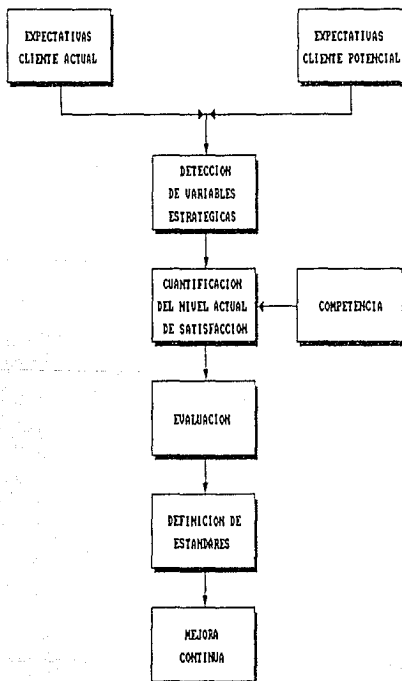 EXPECTATIVAS
CLIENTE ACTUAL
EXPECTATIVAS
CLIENTE POTENCIAL
DETECCION
DE VARIABLES
ESTRATEGICAS
CUANTIFICACION
DEL NIVEL ACTUAL
DE SATISFACCION
COMPETENCIA
EVALUACION
DEFINICION DE
ESTANDARES
MEJORA
CONTINUA